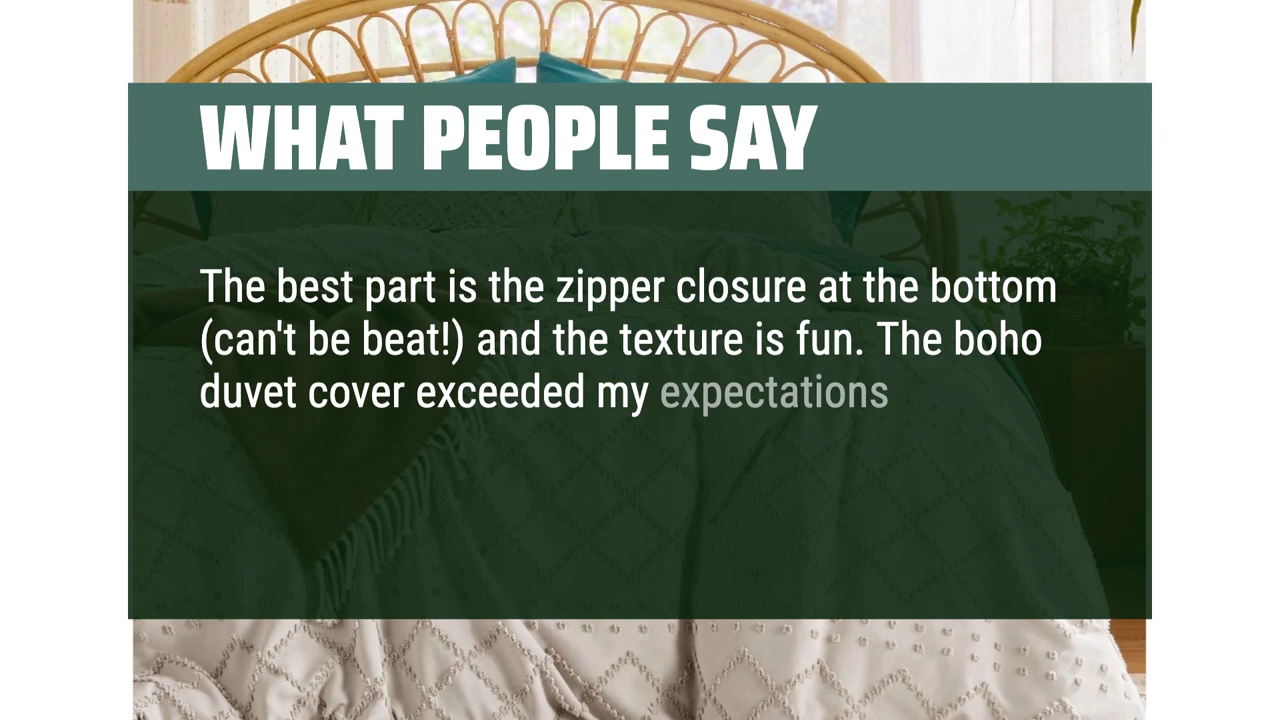 WHAT PEOPLE SAY
The best part is the zipper closure at the bottom
(can't be beat!) and the texture is fun. The boho
duvet cover exceeded my expectations